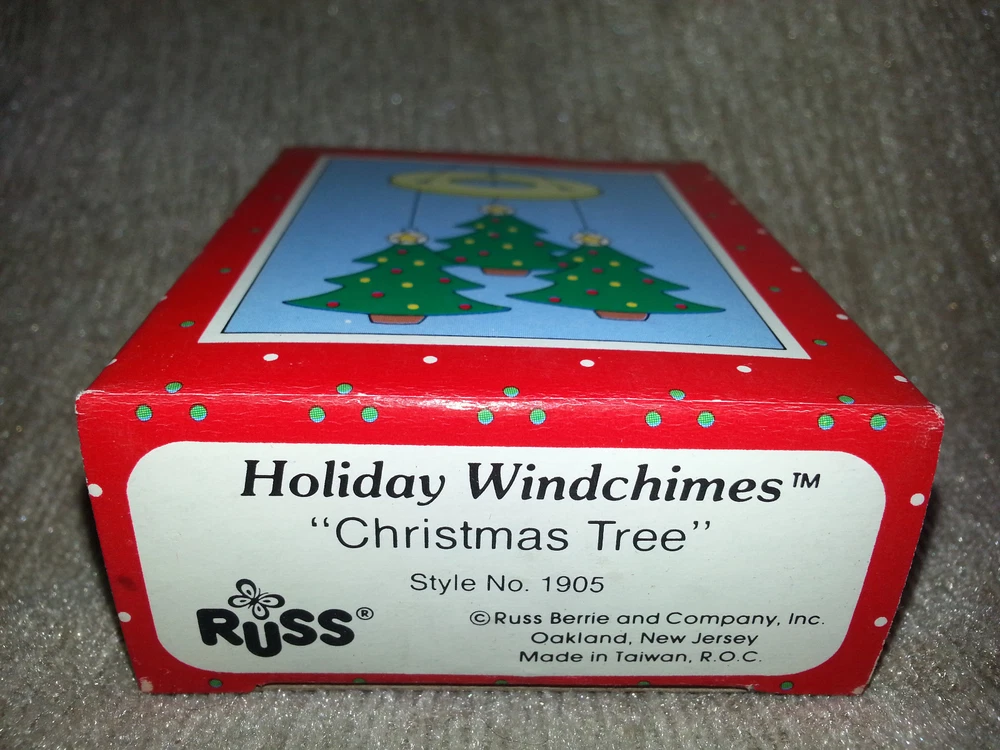 Holiday Windchimes™
“Christmas Tree”
Style No. 1905
RUSS®
©Russ Berrie and Company, Inc.
Oakland, New Jersey
Made in Taiwan, R.O.C.